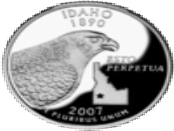 IDAHO
1890
ESTO
PERPETUA
2007
E PLURIBUS UNUM